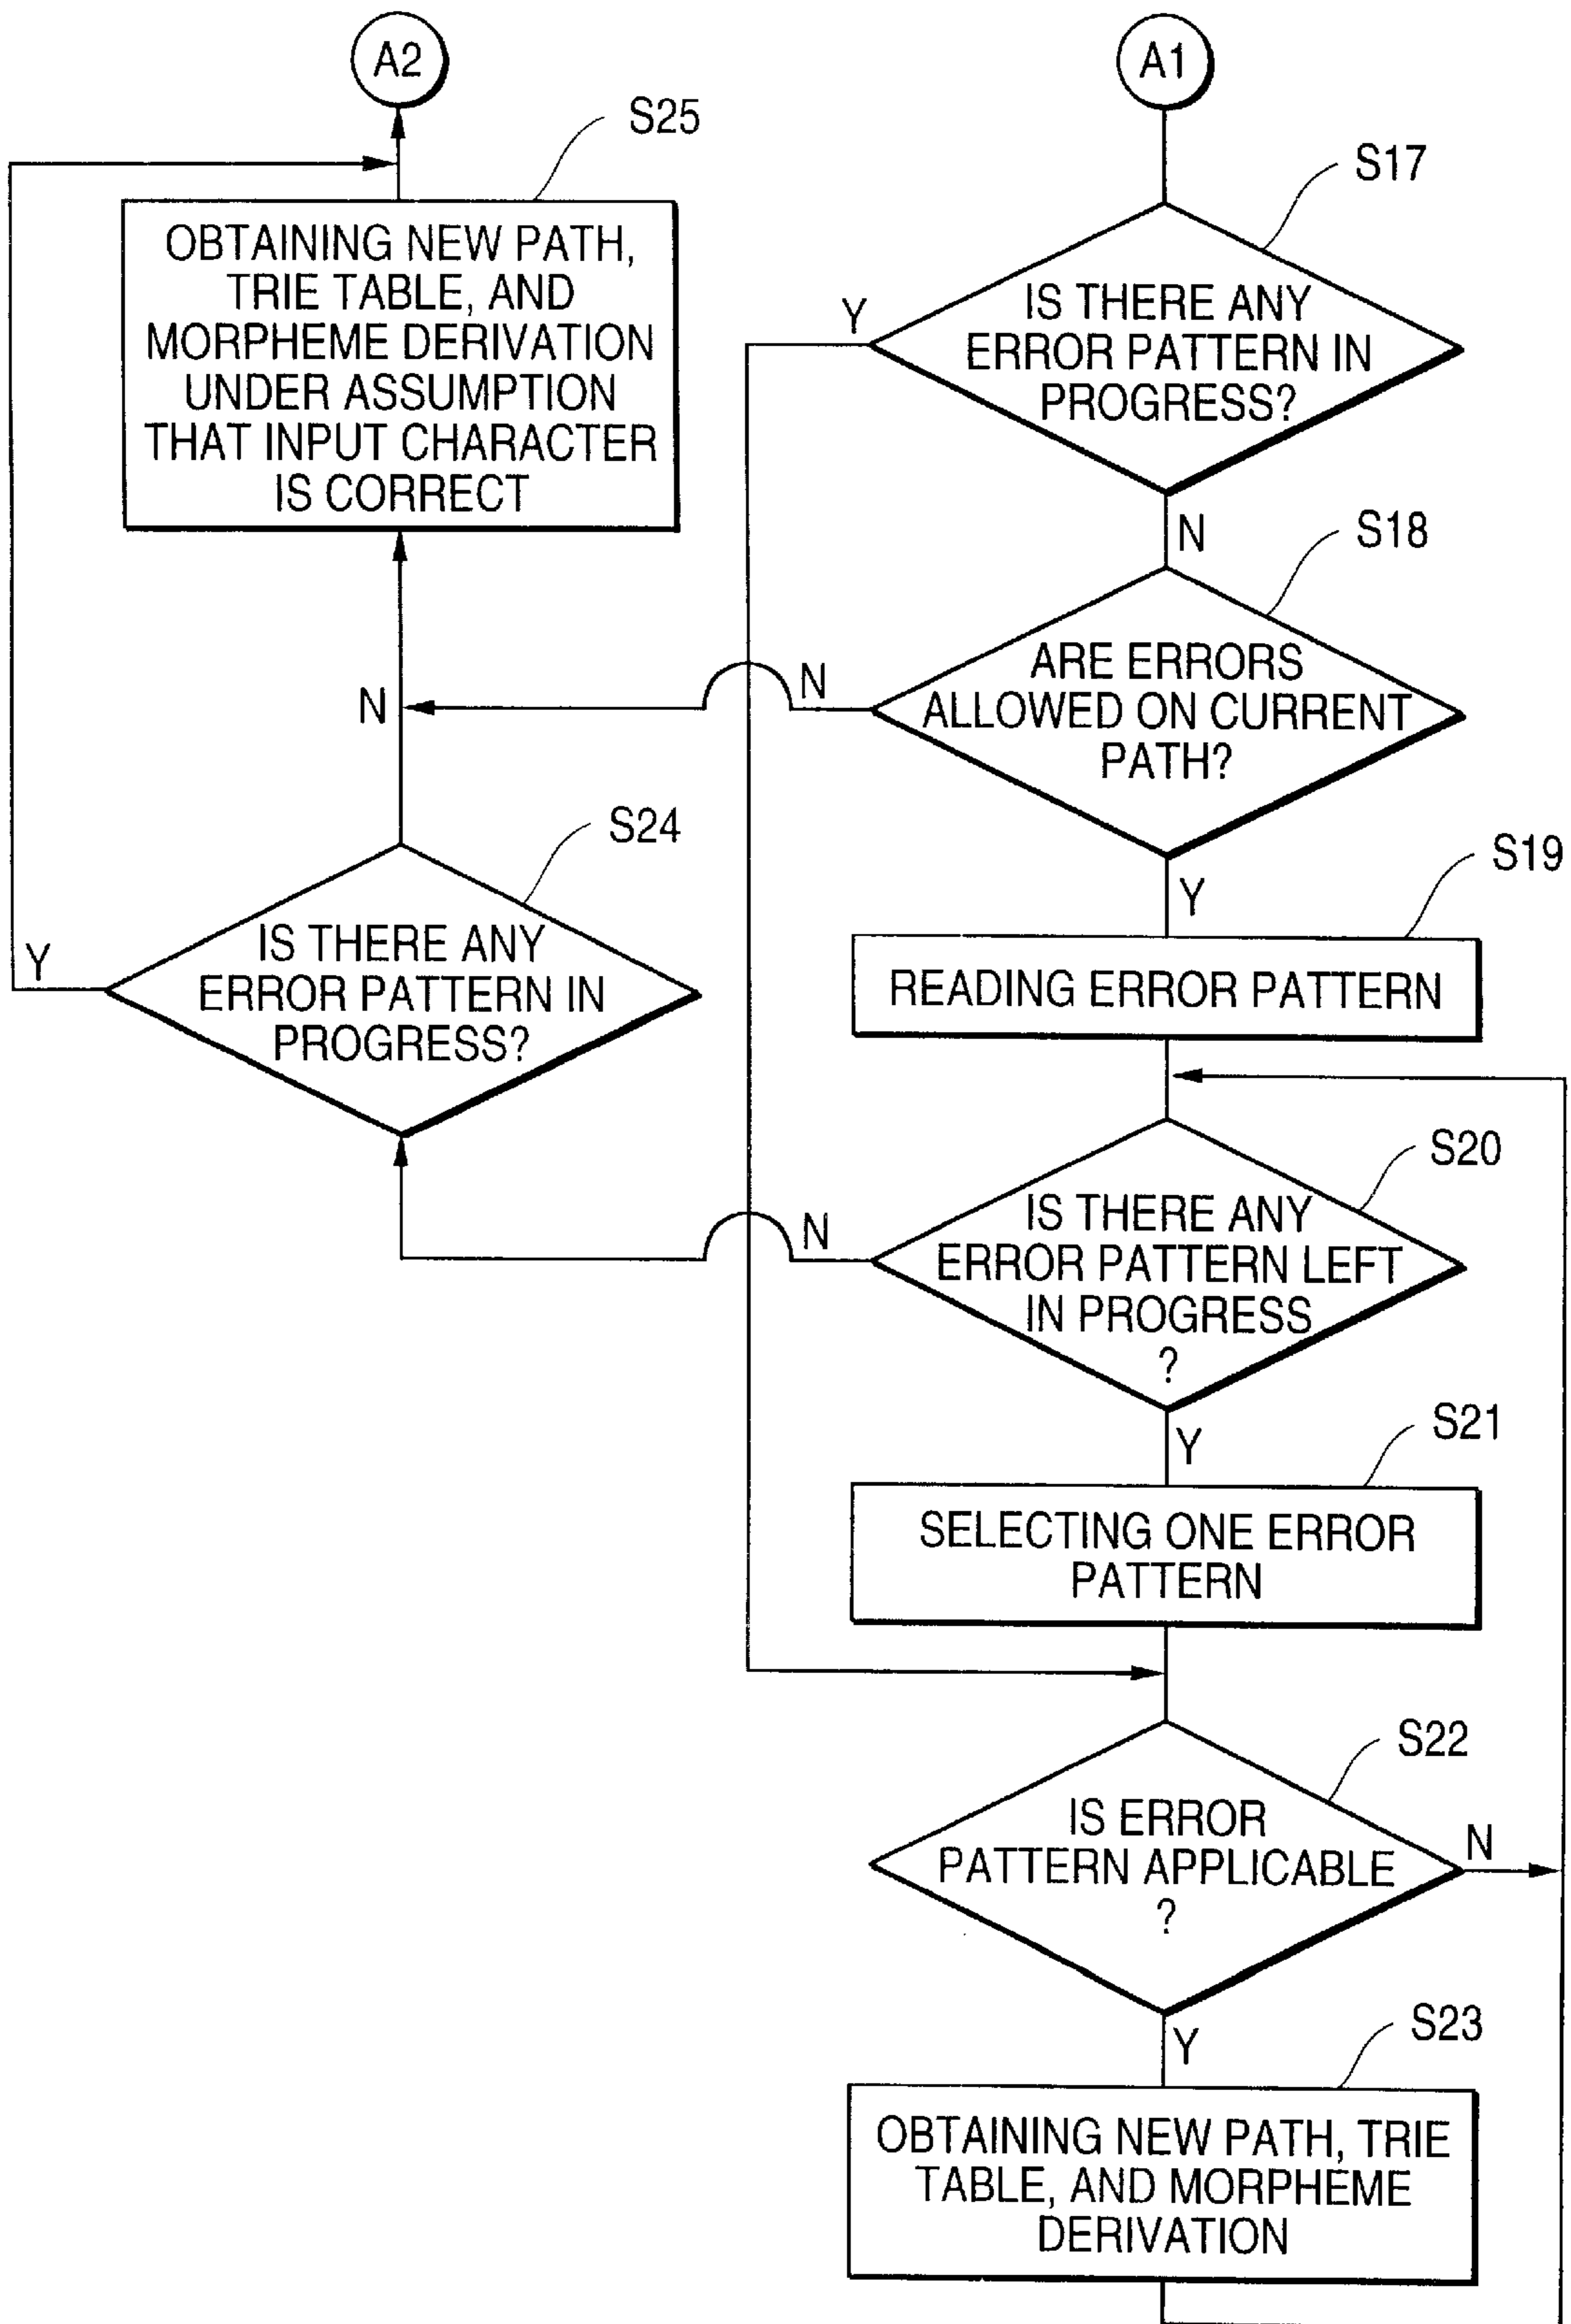 A2
A1
S25
S17
OBTAINING NEW PATH,
TRIE TABLE, AND
MORPHEME DERIVATION
UNDER ASSUMPTION
THAT INPUT CHARACTER
IS CORRECT
Y
IS THERE ANY
ERROR PATTERN IN
PROGRESS?
N
S18
ARE ERRORS
ALLOWED ON CURRENT
PATH?
N
N
S24
Y
S19
IS THERE ANY
ERROR PATTERN IN
PROGRESS?
Y
READING ERROR PATTERN
S20
IS THERE ANY
ERROR PATTERN LEFT
IN PROGRESS
?
N
Y
S21
SELECTING ONE ERROR
PATTERN
S22
IS ERROR
PATTERN APPLICABLE
?
N
Y
S23
OBTAINING NEW PATH, TRIE
TABLE, AND MORPHEME
DERIVATION